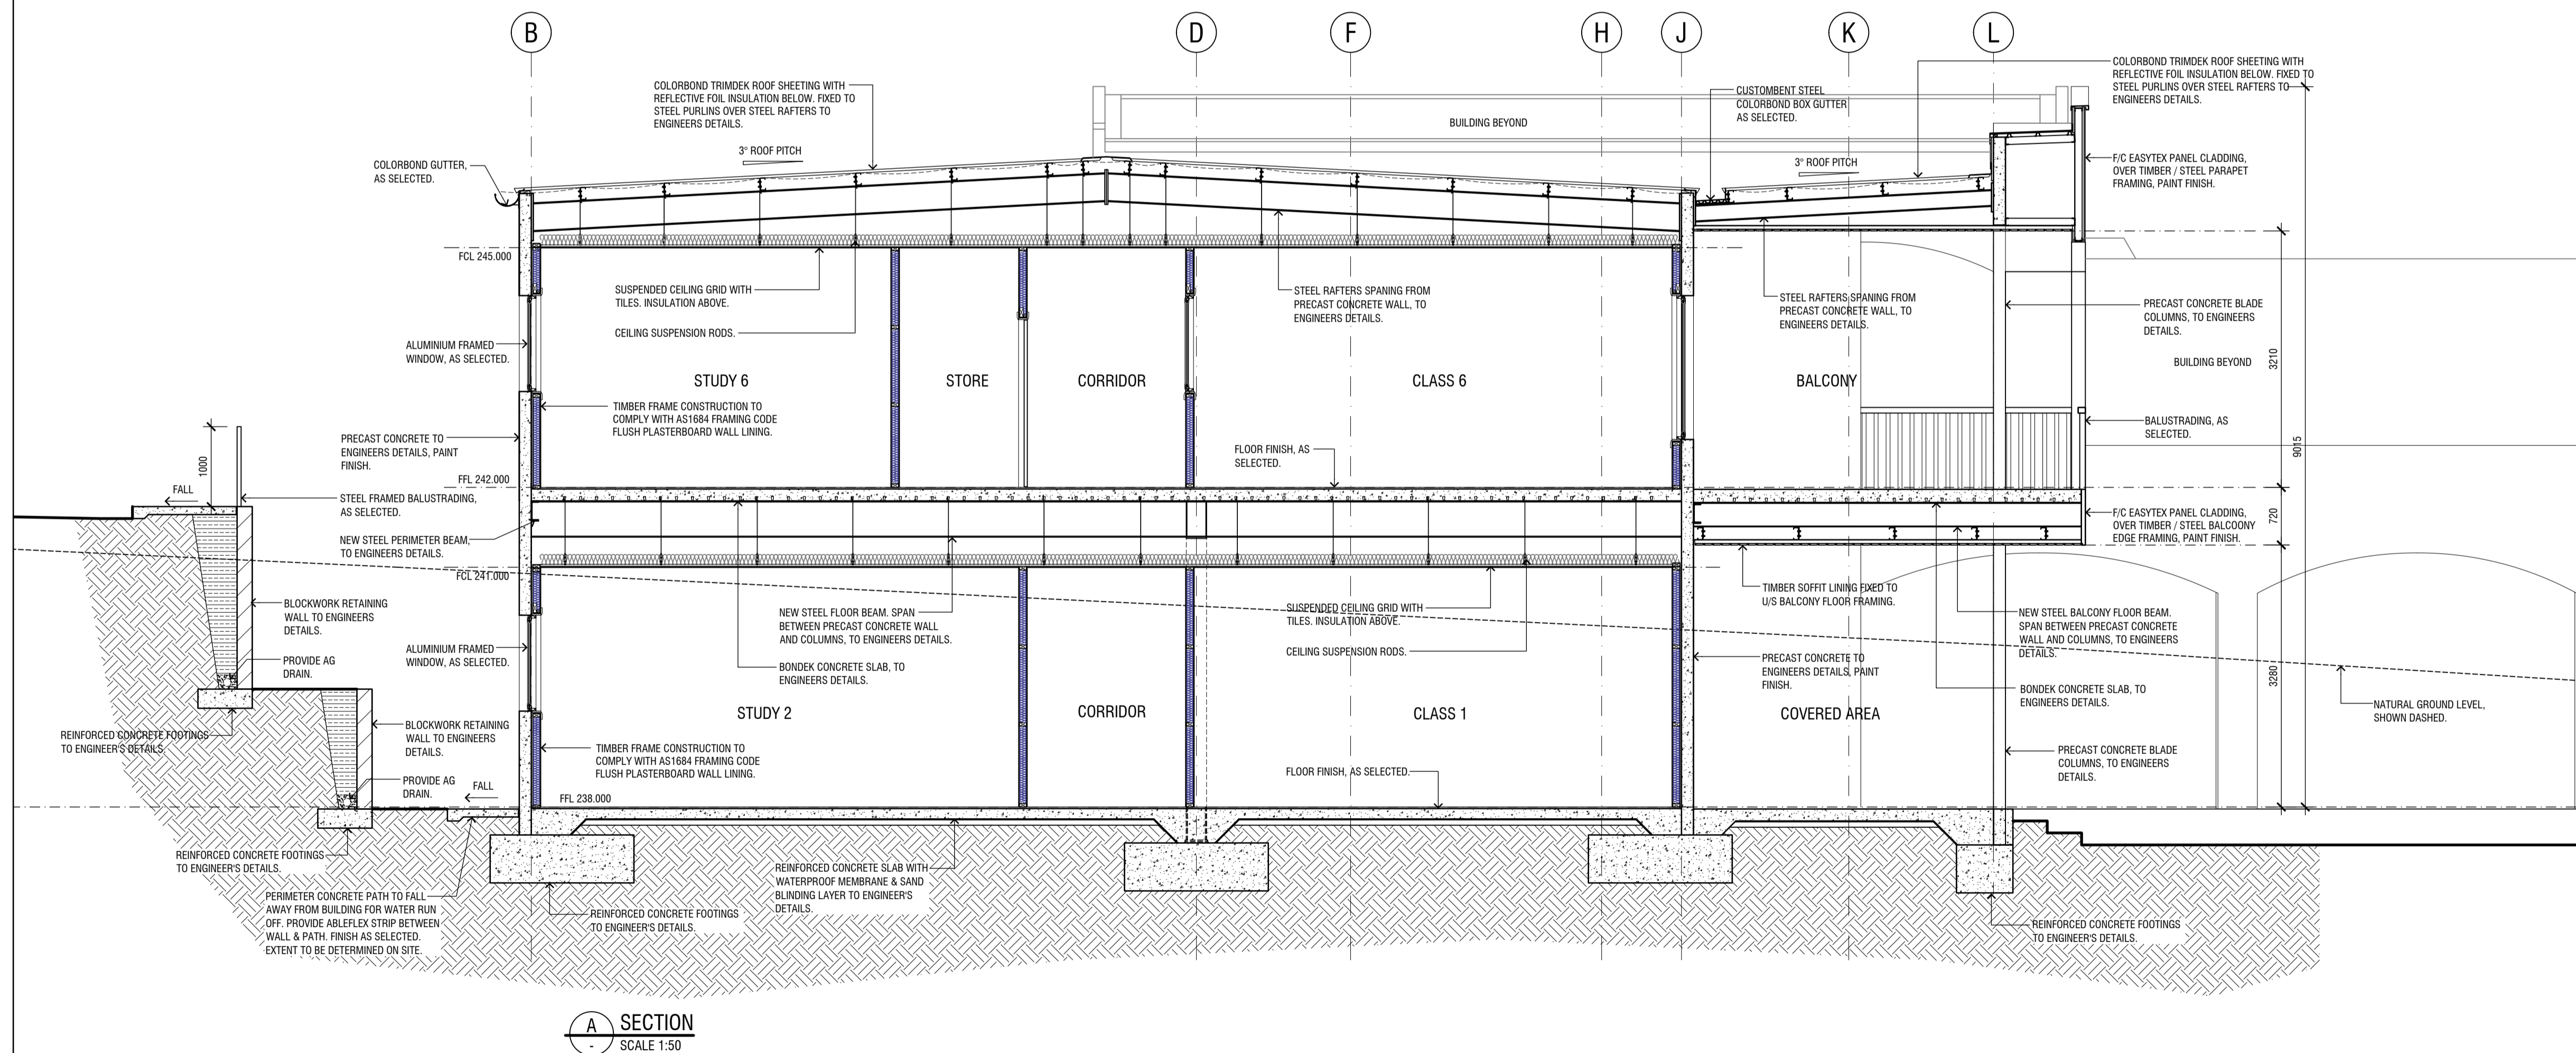 B
D
F
H
J
K
L
COLORBOND TRIMDEK ROOF SHEETING WITH
REFLECTIVE FOIL INSULATION BELOW. FIXED TO
STEEL PURLINS OVER STEEL RAFTERS TO
ENGINEERS DETAILS.
3° ROOF PITCH
COLORBOND GUTTER,
AS SELECTED.
BUILDING BEYOND
CUSTOMBENT STEEL
COLORBOND BOX GUTTER
AS SELECTED.
3° ROOF PITCH
COLORBOND TRIMDEK ROOF SHEETING WITH
REFLECTIVE FOIL INSULATION BELOW. FIXED TO
STEEL PURLINS OVER STEEL RAFTERS TO
ENGINEERS DETAILS.
F/C EASYTEX PANEL CLADDING,
OVER TIMBER / STEEL PARAPET
FRAMING, PAINT FINISH.
FCL 245.000
SUSPENDED CEILING GRID WITH
TILES. INSULATION ABOVE.
CEILING SUSPENSION RODS.
STEEL RAFTERS SPANING FROM
PRECAST CONCRETE WALL, TO
ENGINEERS DETAILS.
STEEL RAFTERS SPANING FROM
PRECAST CONCRETE WALL, TO
ENGINEERS DETAILS.
PRECAST CONCRETE BLADE
COLUMNS, TO ENGINEERS
DETAILS.
ALUMINIUM FRAMED
WINDOW, AS SELECTED.
BUILDING BEYOND
3210
STUDY 6
STORE
CORRIDOR
CLASS 6
BALCONY
TIMBER FRAME CONSTRUCTION TO
COMPLY WITH AS1684 FRAMING CODE
FLUSH PLASTERBOARD WALL LINING.
PRECAST CONCRETE TO
ENGINEERS DETAILS, PAINT
FINISH.
BALUSTRADING, AS
SELECTED.
9015
FLOOR FINISH, AS
SELECTED.
1000
FALL
FFL 242.000
STEEL FRAMED BALUSTRADING,
AS SELECTED.
NEW STEEL PERIMETER BEAM,
TO ENGINEERS DETAILS.
F/C EASYTEX PANEL CLADDING,
OVER TIMBER / STEEL BALCOONY
EDGE FRAMING, PAINT FINISH.
720
FCL 241.000
BLOCKWORK RETAINING
WALL TO ENGINEERS
DETAILS.
NEW STEEL FLOOR BEAM. SPAN
BETWEEN PRECAST CONCRETE WALL
AND COLUMNS, TO ENGINEERS DETAILS.
SUSPENDED CEILING GRID WITH
TILES. INSULATION ABOVE.
TIMBER SOFFIT LINING FIXED TO
U/S BALCONY FLOOR FRAMING.
NEW STEEL BALCONY FLOOR BEAM.
SPAN BETWEEN PRECAST CONCRETE
WALL AND COLUMNS, TO ENGINEERS
DETAILS.
ALUMINIUM FRAMED
WINDOW, AS SELECTED.
CEILING SUSPENSION RODS.
PROVIDE AG
DRAIN.
BONDEK CONCRETE SLAB, TO
ENGINEERS DETAILS.
PRECAST CONCRETE TO
ENGINEERS DETAILS, PAINT
FINISH.
BONDEK CONCRETE SLAB, TO
ENGINEERS DETAILS.
3280
NATURAL GROUND LEVEL,
SHOWN DASHED.
STUDY 2
CORRIDOR
CLASS 1
COVERED AREA
BLOCKWORK RETAINING
WALL TO ENGINEERS
DETAILS.
REINFORCED CONCRETE FOOTINGS
TO ENGINEER'S DETAILS.
TIMBER FRAME CONSTRUCTION TO
COMPLY WITH AS1684 FRAMING CODE
FLUSH PLASTERBOARD WALL LINING.
PRECAST CONCRETE BLADE
COLUMNS, TO ENGINEERS
DETAILS.
PROVIDE AG
DRAIN.
FALL
FLOOR FINISH, AS SELECTED.
FFL 238.000
REINFORCED CONCRETE FOOTINGS
TO ENGINEER'S DETAILS.
REINFORCED CONCRETE SLAB WITH
WATERPROOF MEMBRANE & SAND
BLINDING LAYER TO ENGINEER'S
DETAILS.
PERIMETER CONCRETE PATH TO FALL
AWAY FROM BUILDING FOR WATER RUN
OFF. PROVIDE ABLEFLEX STRIP BETWEEN
WALL & PATH. FINISH AS SELECTED.
EXTENT TO BE DETERMINED ON SITE.
REINFORCED CONCRETE FOOTINGS
TO ENGINEER'S DETAILS.
REINFORCED CONCRETE FOOTINGS
TO ENGINEER'S DETAILS.
A
-
SECTION
SCALE 1:50